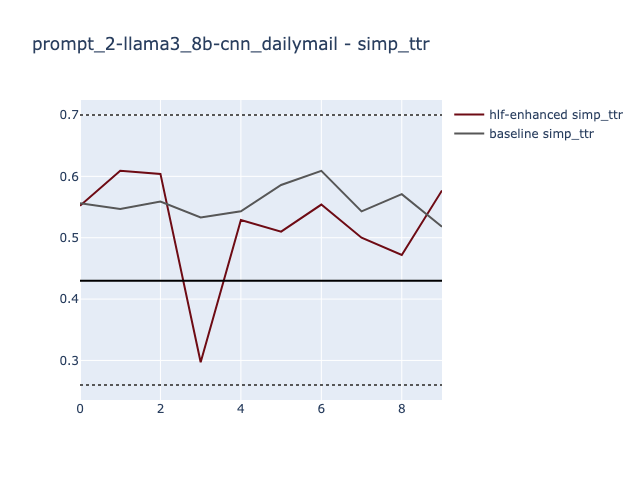 prompt_2-llama3_8b-cnn_dailymail - simp_ttr
hlf-enhanced simp_ttr
baseline simp_ttr
0.7
0.6
0.5
0.4
0.3
0 2 4 6 8